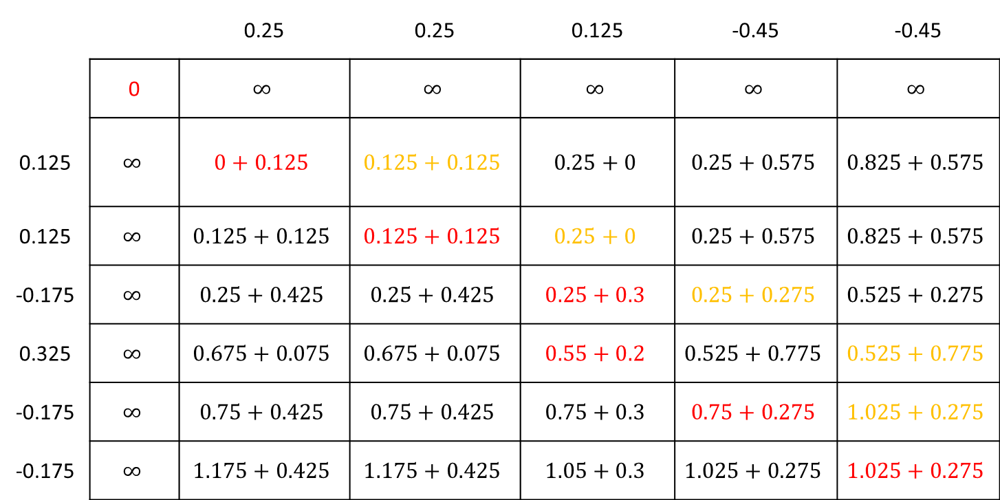 0.25 0.25 0.125 -0.45 -0.45
0 ∞ ∞ ∞ ∞ ∞
0.125 ∞ 0 + 0.125 0.125 + 0.125 0.25 + 0 0.25 + 0.575 0.825 + 0.575
0.125 ∞ 0.125 + 0.125 0.125 + 0.125 0.25 + 0 0.25 + 0.575 0.825 + 0.575
-0.175 ∞ 0.25 + 0.425 0.25 + 0.425 0.25 + 0.3 0.25 + 0.275 0.525 + 0.275
0.325 ∞ 0.675 + 0.075 0.675 + 0.075 0.55 + 0.2 0.525 + 0.775 0.525 + 0.775
-0.175 ∞ 0.75 + 0.425 0.75 + 0.425 0.75 + 0.3 0.75 + 0.275 1.025 + 0.275
-0.175 ∞ 1.175 + 0.425 1.175 + 0.425 1.05 + 0.3 1.025 + 0.275 1.025 + 0.275